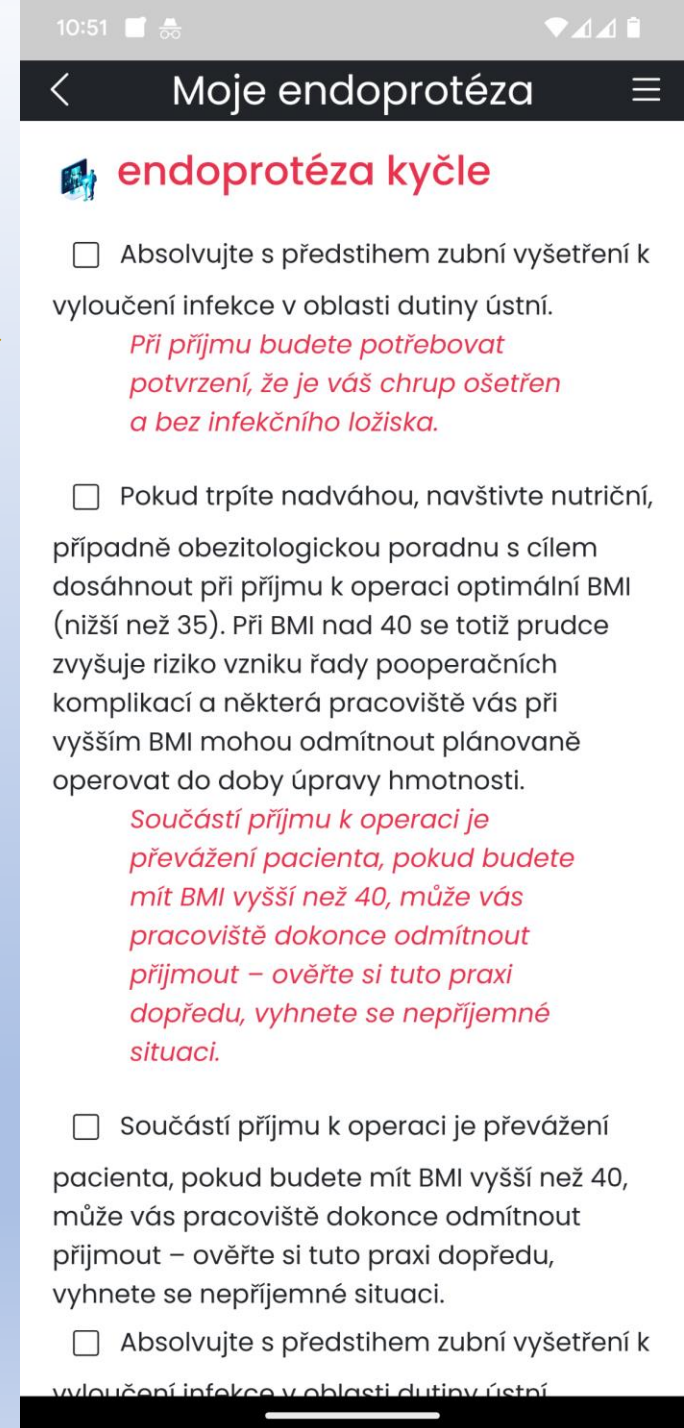 10:51
Moje endoprotéza
endoprotéza kyčle
Absolvujte s předstihem zubní vyšetření k
vyloučení infekce v oblasti dutiny ústní.
Při příjmu budete potřebovat
potvrzení, že je váš chrup ošetřen
a bez infekčního ložiska.
Pokud trpíte nadváhou, navštivte nutriční,
případně obezitologickou poradnu s cílem
dosáhnout při příjmu k operaci optimální BMI
(nižší než 35). Při BMI nad 40 se totiž prudce
zvyšuje riziko vzniku řady pooperačních
komplikací a některá pracoviště vás při
vyšším BMI mohou odmítnout plánovaně
operovat do doby úpravy hmotnosti.
Součástí příjmu k operaci je
převážení pacienta, pokud budete
mít BMI vyšší než 40, může vás
pracoviště dokonce odmítnout
přijmout – ověřte si tuto praxi
dopředu, vyhnete se nepříjemné
situaci.
Součástí příjmu k operaci je převážení
pacienta, pokud budete mít BMI vyšší než 40,
může vás pracoviště dokonce odmítnout
přijmout – ověřte si tuto praxi dopředu,
vyhnete se nepříjemné situaci.
Absolvujte s předstihem zubní vyšetření k
vyloučení infekce v oblasti dutiny ústní